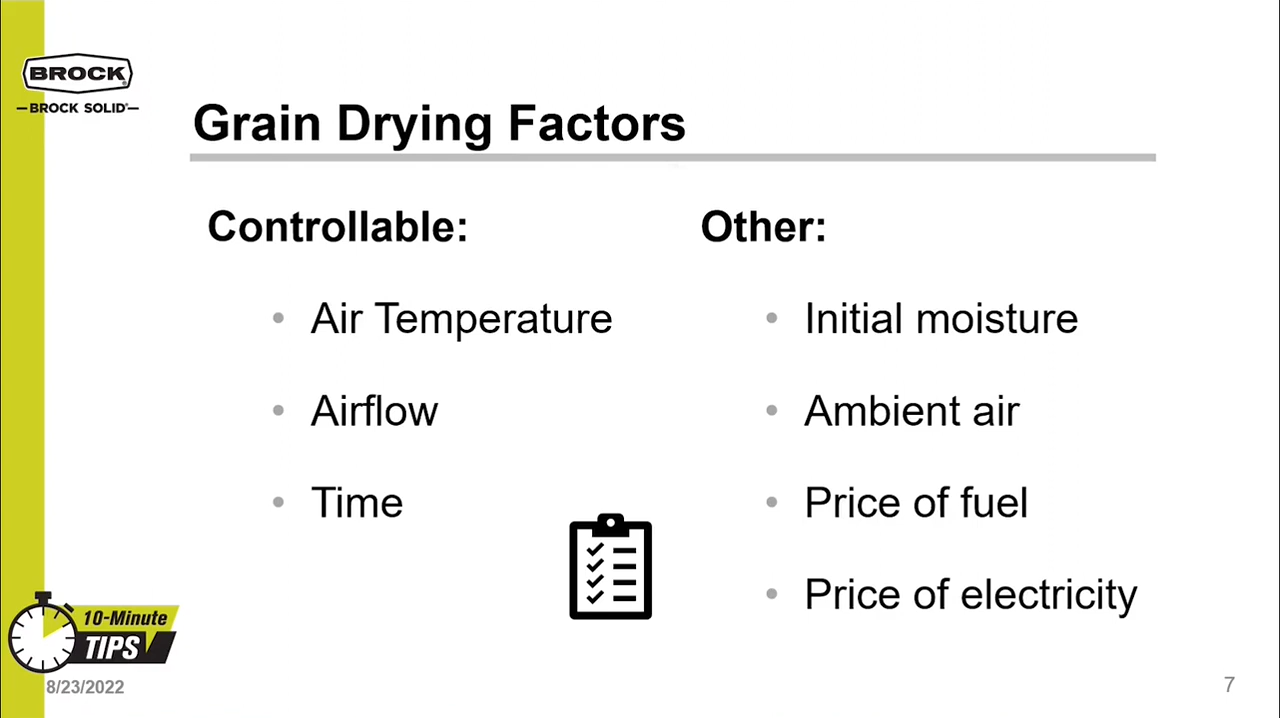 BROCK
BROCK SOLID
Grain Drying Factors
Controllable:
• Air Temperature
• Airflow
• Time
Other:
• Initial moisture
• Ambient air
• Price of fuel
• Price of electricity
10-Minute
TIPS
8/23/2022
7